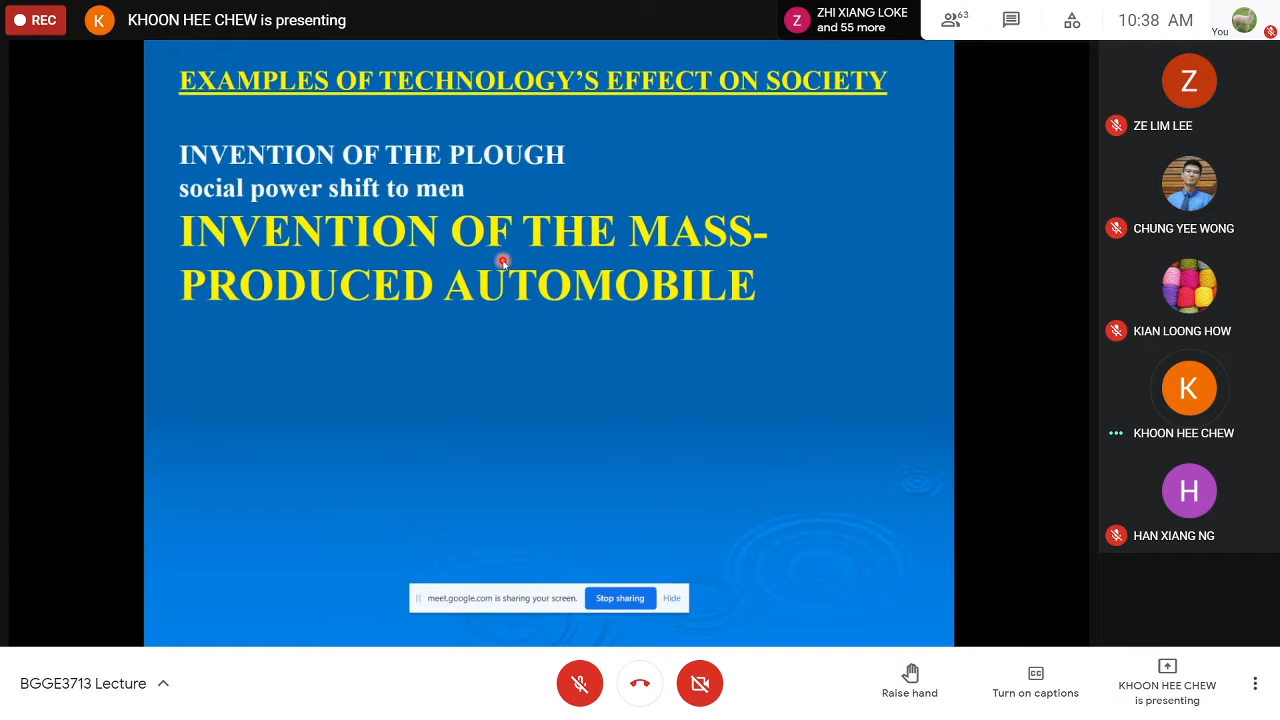 REC
K
KHOON HEE CHEW is presenting
Z
ZHI XIANG LOKE
and 55 more
63
10:38 AM
You
EXAMPLES OF TECHNOLOGY’S EFFECT ON SOCIETY
INVENTION OF THE PLOUGH
social power shift to men
INVENTION OF THE MASS-
PRODUCED AUTOMOBILE
meet.google.com is sharing your screen.
Stop sharing
Hide
Z
ZE LIM LEE
CHUNG YEE WONG
KIAN LOONG HOW
K
KHOON HEE CHEW
H
HAN XIANG NG
BGGE3713 Lecture
Raise hand
CC
Turn on captions
KHOON HEE CHEW
is presenting